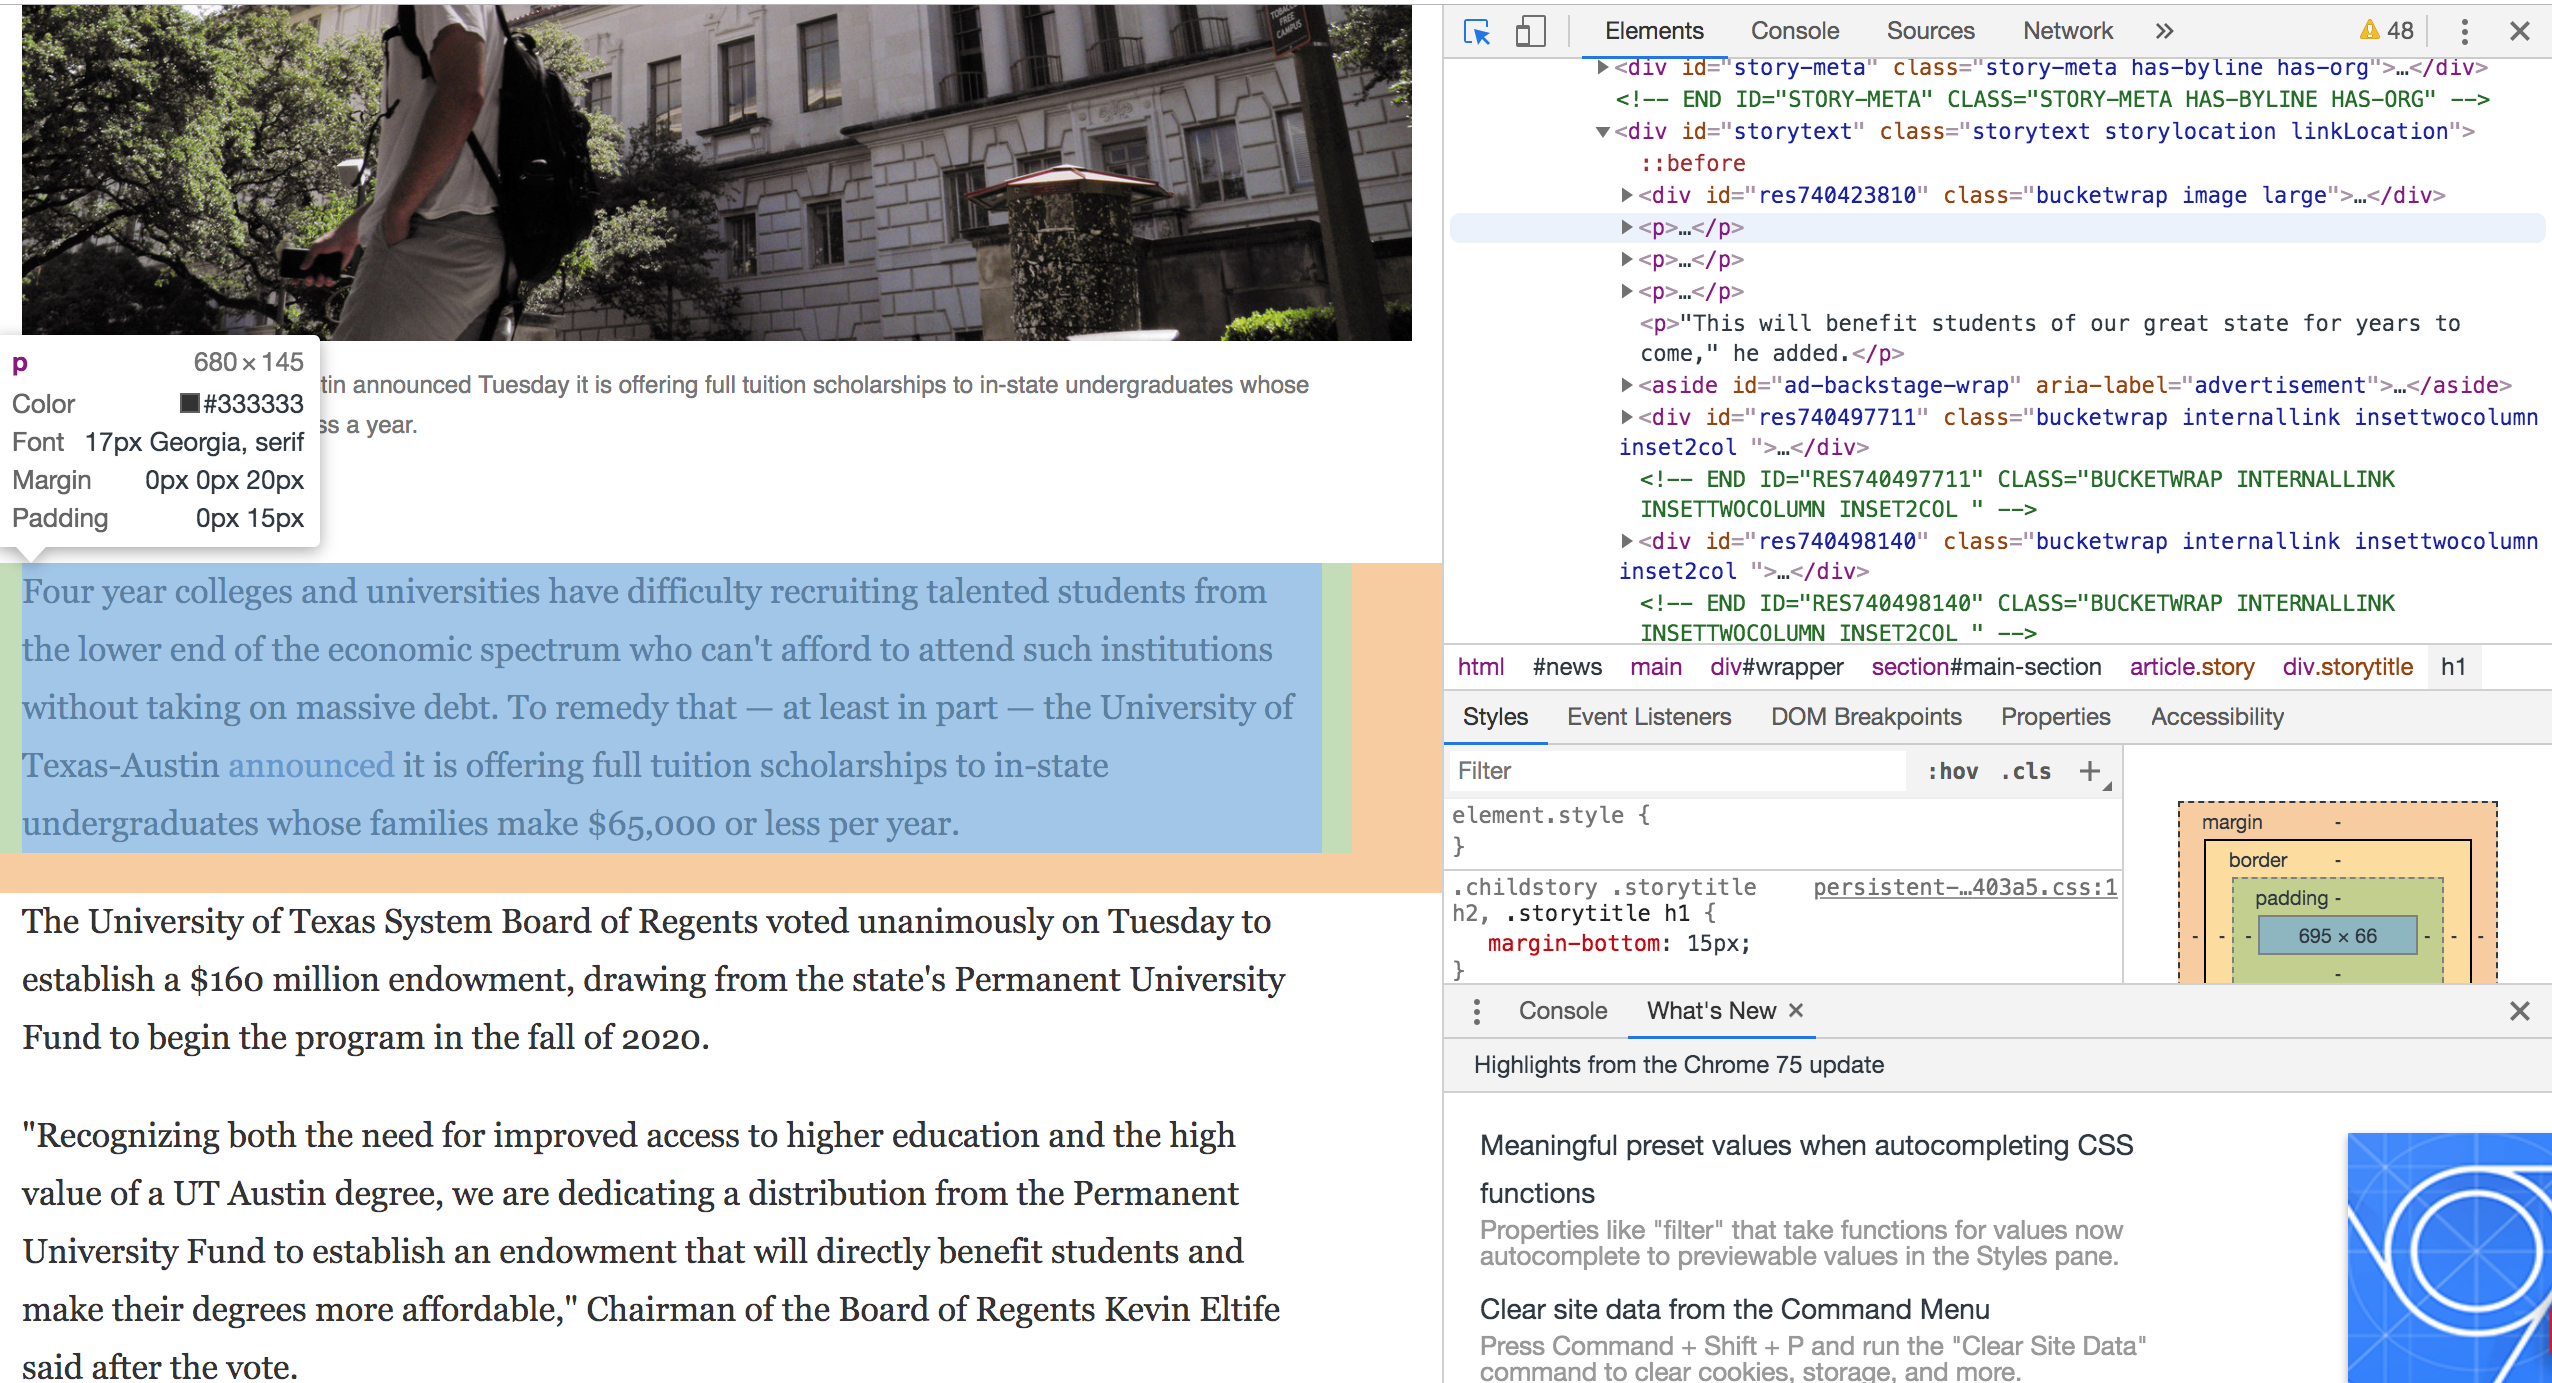 TOBACCO
FREE
CAMPUS
p 680 × 145
Color #333333
Font 17px Georgia, serif
Margin 0px 0px 20px
Padding 0px 15px
tin announced Tuesday it is offering full tuition scholarships to in-state undergraduates whose
ss a year.
Four year colleges and universities have difficulty recruiting talented students from
the lower end of the economic spectrum who can't afford to attend such institutions
without taking on massive debt. To remedy that — at least in part — the University of
Texas-Austin announced it is offering full tuition scholarships to in-state
undergraduates whose families make $65,000 or less per year.
The University of Texas System Board of Regents voted unanimously on Tuesday to
establish a $160 million endowment, drawing from the state's Permanent University
Fund to begin the program in the fall of 2020.
"Recognizing both the need for improved access to higher education and the high
value of a UT Austin degree, we are dedicating a distribution from the Permanent
University Fund to establish an endowment that will directly benefit students and
make their degrees more affordable," Chairman of the Board of Regents Kevin Eltife
said after the vote.
Elements Console Sources Network » 48
<div id="story-meta" class="story-meta has-byline has-org">…</div>
<!-- END ID="STORY-META" CLASS="STORY-META HAS-BYLINE HAS-ORG" -->
<div id="storytext" class="storytext storylocation linkLocation">
::before
<div id="res740423810" class="bucketwrap image large">…</div>
<p>…</p>
<p>…</p>
<p>…</p>
<p>"This will benefit students of our great state for years to
come," he added.</p>
<aside id="ad-backstage-wrap" aria-label="advertisement">…</aside>
<div id="res740497711" class="bucketwrap internallink insettwocolumn
inset2col ">…</div>
<!-- END ID="RES740497711" CLASS="BUCKETWRAP INTERNALLINK
INSETTWOCOLUMN INSET2COL " -->
<div id="res740498140" class="bucketwrap internallink insettwocolumn
inset2col ">…</div>
<!-- END ID="RES740498140" CLASS="BUCKETWRAP INTERNALLINK
INSETTWOCOLUMN INSET2COL " -->
html #news main div#wrapper section#main-section article.story div.storytitle h1
Styles Event Listeners DOM Breakpoints Properties Accessibility
Filter :hov .cls +
element.style {
}
.childstory .storytitle persistent-…403a5.css:1
h2, .storytitle h1 {
margin-bottom: 15px;
}
margin -
border -
padding -
- - - 695 × 66 - - -
-
Console What's New ×
Highlights from the Chrome 75 update
Meaningful preset values when autocompleting CSS
functions
Properties like "filter" that take functions for values now
autocomplete to previewable values in the Styles pane.
Clear site data from the Command Menu
Press Command + Shift + P and run the "Clear Site Data"
command to clear cookies, storage, and more.